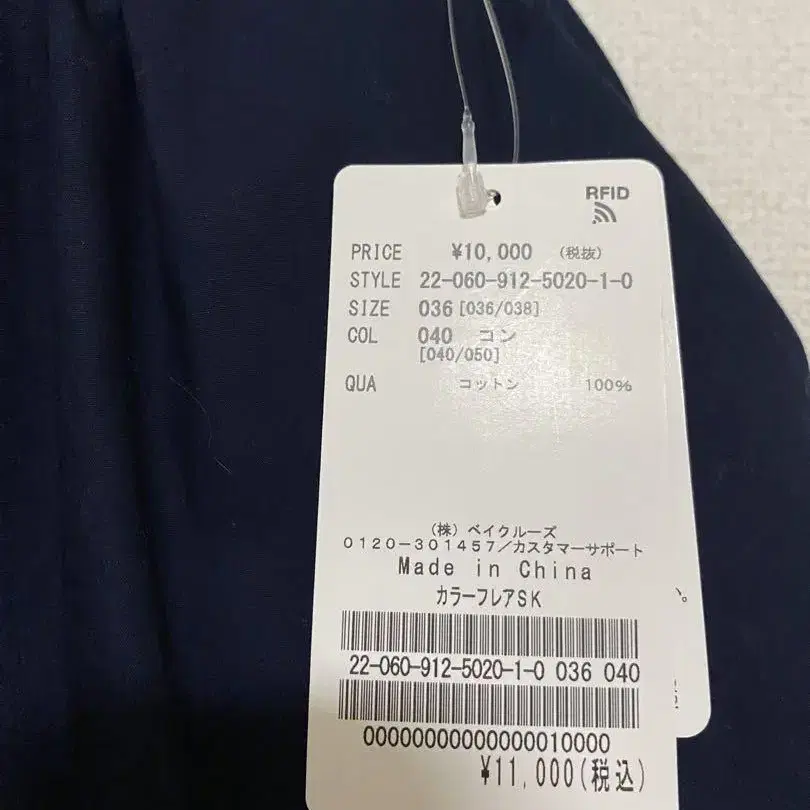 RFID
PRICE ¥10,000 (税抜)
STYLE 22-060-912-5020-1-0
SIZE 036 [036/038]
COL 040 コン
[040/050]
QUA コットン 100%
(株) ベイクルーズ
0120-301457/カスタマーサポート
Made in China
カラーフレアSK
22-060-912-5020-1-0 036 040
00000000000000010000
¥11,000(税込)